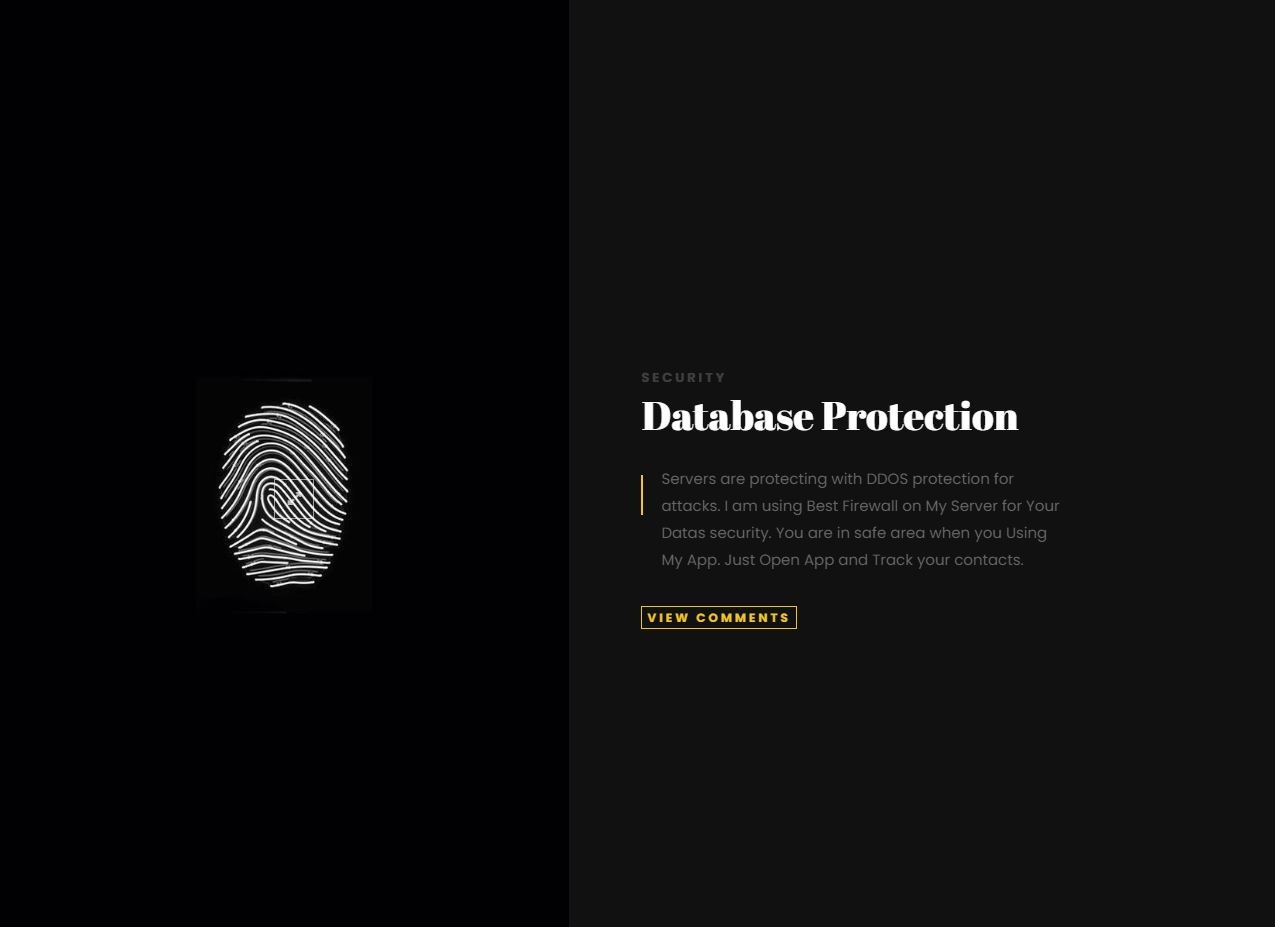 SECURITY
Database Protection
Servers are protecting with DDOS protection for
attacks. I am using Best Firewall on My Server for Your
Datas security. You are in safe area when you Using
My App. Just Open App and Track your contacts.
VIEW COMMENTS